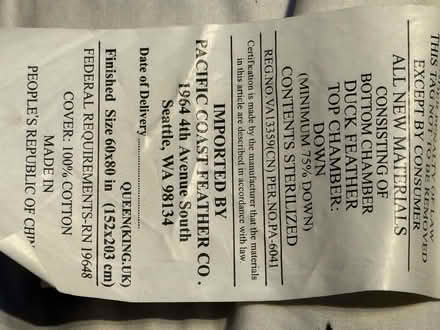 THIS TAG NOT TO BE REMOVED
EXCEPT BY CONSUMER
ALL NEW MATERIALS
CONSISTING OF
BOTTOM CHAMBER
DUCK FEATHER
TOP CHAMBER:
DOWN
(MINIMUM 75% DOWN)
CONTENTS STERILIZED
REG.NO.VA13359(CN) PER.NO.PA-6041
Certification is made by the manufacturer that the materials
in this article are described in accordance with law.
IMPORTED BY
PACIFIC COAST FEATHER CO.
1964 4th Avenue South
Seattle, WA 98134
Date of Delivery
QUEEN(KING.UK)
Finished Size 60x80 in (152x203 cm)
FEDERAL REQUIREMENTS-RN 19648
COVER: 100% COTTON
MADE IN
PEOPLE'S REPUBLIC OF CHIN